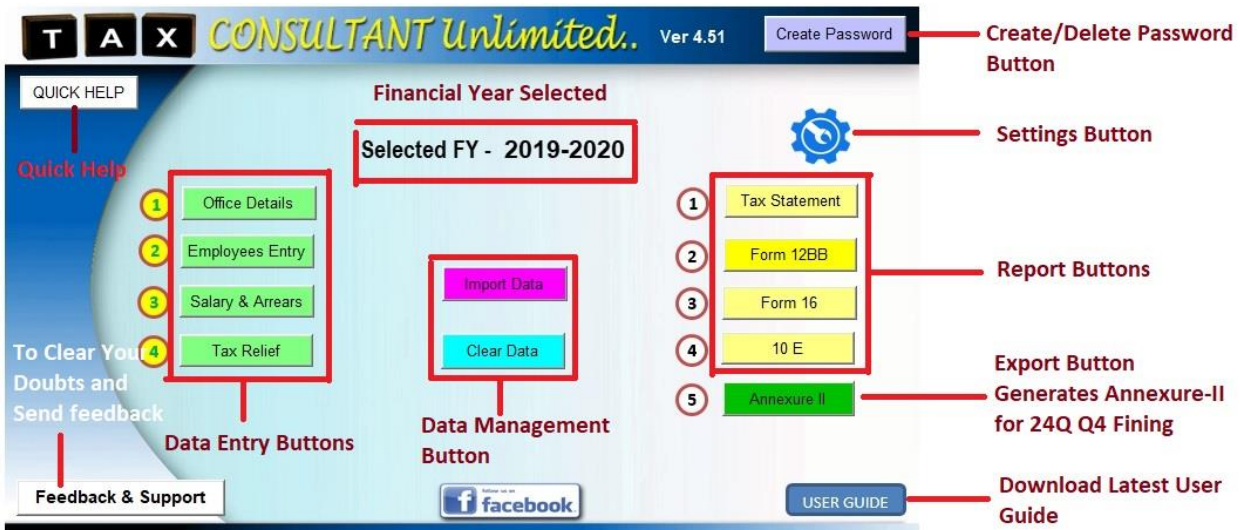 TAX CONSULTANT Unlimited.. Ver 4.51
Create Password
Create/Delete Password
Button
QUICK HELP
Quick Help
Financial Year Selected
Selected FY - 2019-2020
Settings Button
1 Office Details
2 Employees Entry
3 Salary & Arrears
4 Tax Relief
Data Entry Buttons
Import Data
Clear Data
Data Management
Button
1 Tax Statement
2 Form 12BB
3 Form 16
4 10 E
5 Annexure II
Report Buttons
Export Button
Generates Annexure-II
for 24Q Q4 Fining
To Clear Your
Doubts and
Send feedback
Feedback & Support
follow us on
facebook
USER GUIDE
Download Latest User
Guide